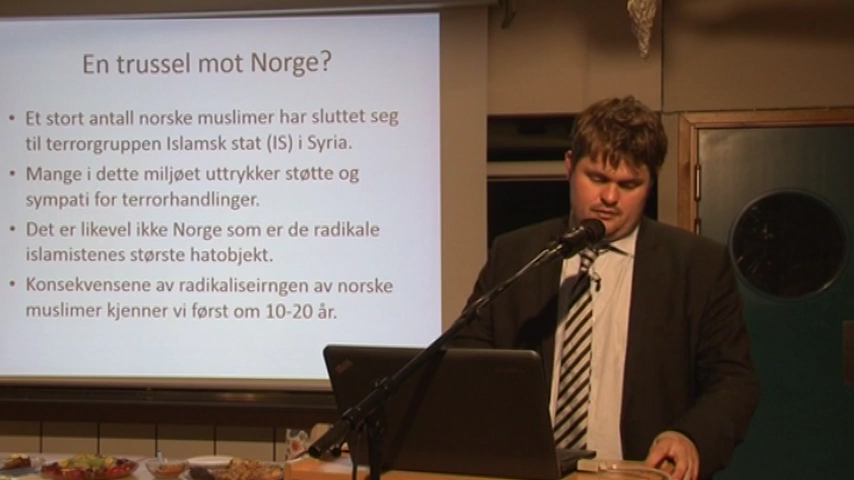 En trussel mot Norge?
• Et stort antall norske muslimer har sluttet seg
til terrorgruppen Islamsk stat (IS) i Syria.
• Mange i dette miljøet uttrykker støtte og
sympati for terrorhandlinger.
• Det er likevel ikke Norge som er de radikale
islamistenes største hatobjekt.
• Konsekvensene av radikaliseirngen av norske
muslimer kjenner vi først om 10-20 år.